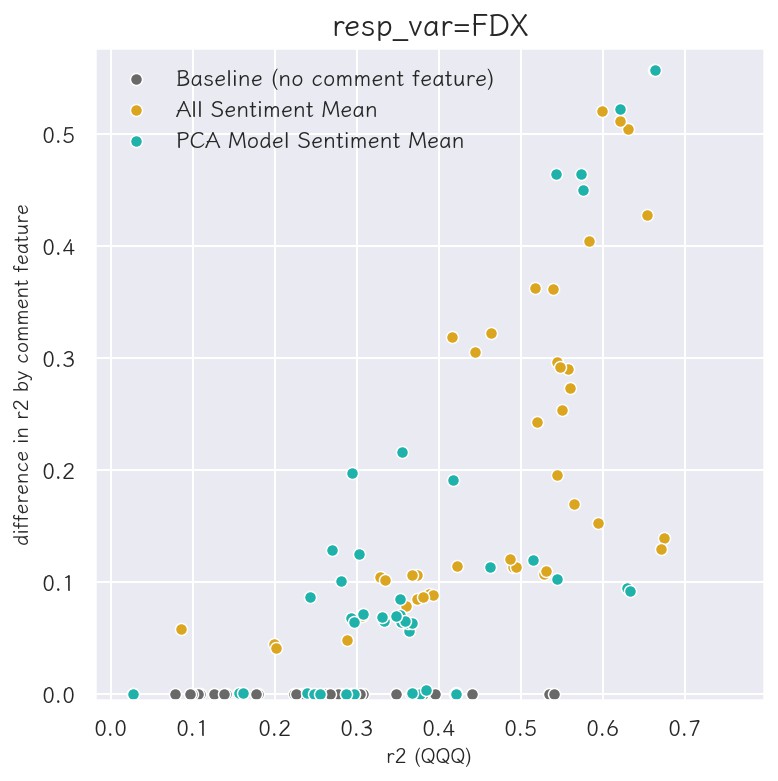 resp_var=FDX
Baseline (no comment feature)
All Sentiment Mean
PCA Model Sentiment Mean
difference in r2 by comment feature
0.5
0.4
0.3
0.2
0.1
0.0
0.0 0.1 0.2 0.3 0.4 0.5 0.6 0.7
r2 (QQQ)